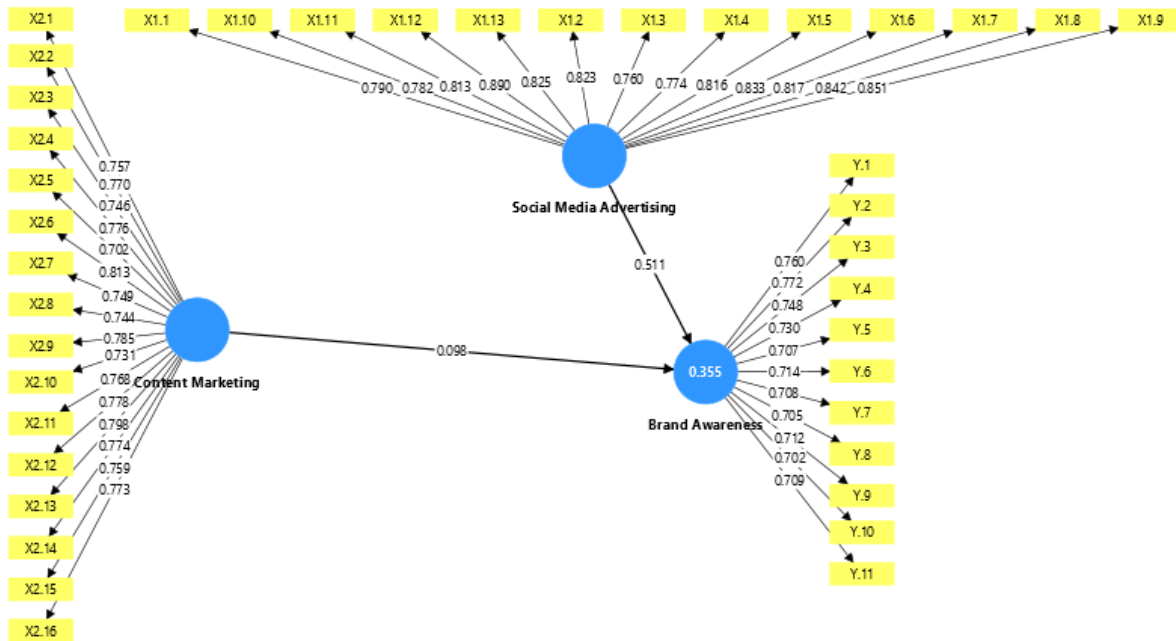 X2.1
X1.1 X1.10 X1.11 X1.12 X1.13 X1.2 X1.3 X1.4 X1.5 X1.6 X1.7 X1.8 X1.9
X2.2
X2.3
X2.4
X2.5
X2.6
X2.7
X2.8
X2.9
X2.10
X2.11
X2.12
X2.13
X2.14
X2.15
X2.16
0.790 0.782 0.813 0.890 0.825 0.823 0.760 0.774 0.816 0.833 0.817 0.842 0.851
Social Media Advertising
0.757
0.770
0.746
0.776
0.702
0.813
0.749
0.744
0.785
0.731
0.768
0.778
0.798
0.774
0.759
0.773
Content Marketing
0.511
0.098
0.355
Brand Awareness
0.760
0.772
0.748
0.730
0.707
0.714
0.708
0.705
0.712
0.702
0.709
Y.1
Y.2
Y.3
Y.4
Y.5
Y.6
Y.7
Y.8
Y.9
Y.10
Y.11